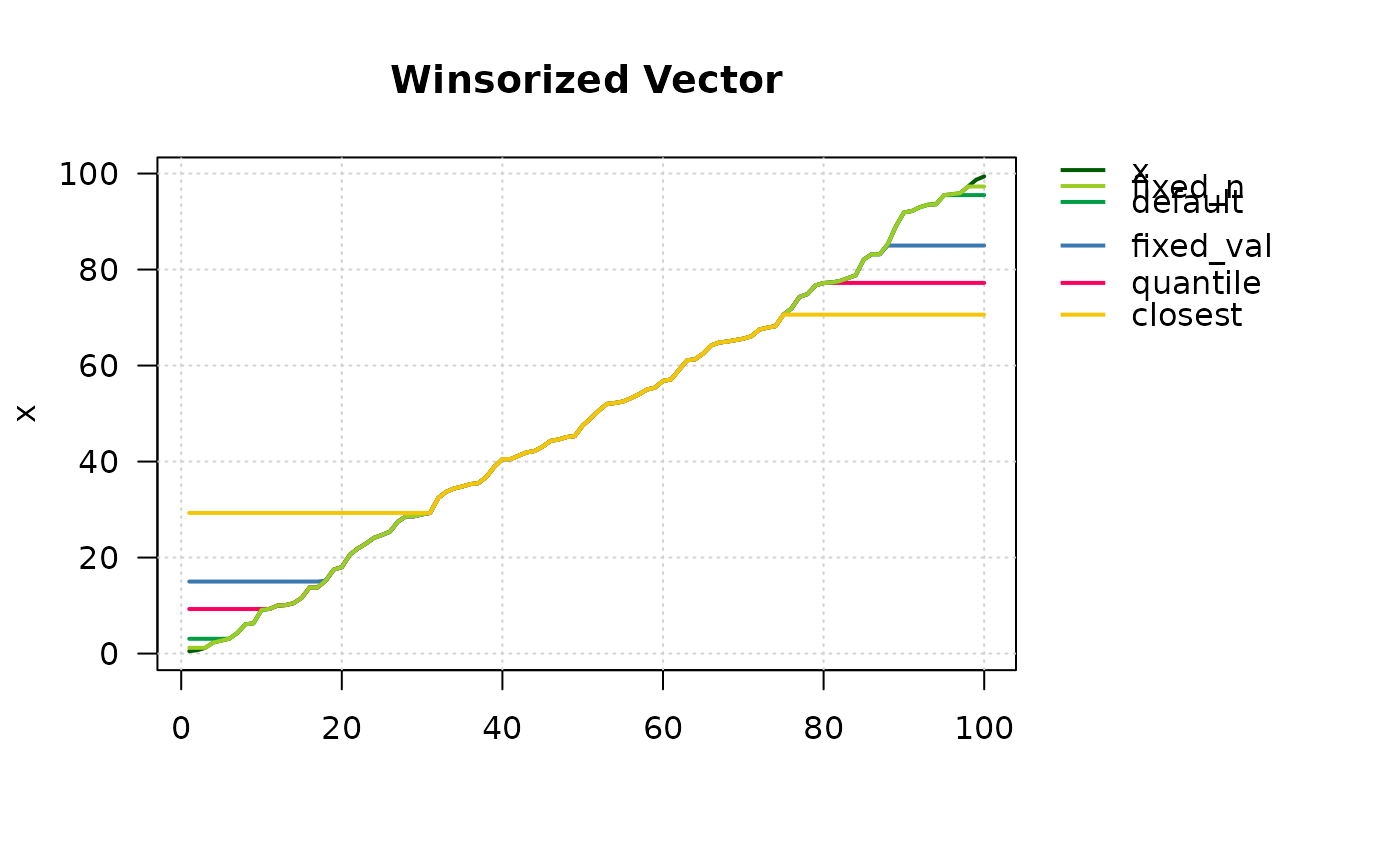 Winsorized Vector
100
80
60
40
20
0
x
0 20 40 60 80 100
x
fixed_n
default
fixed_val
quantile
closest